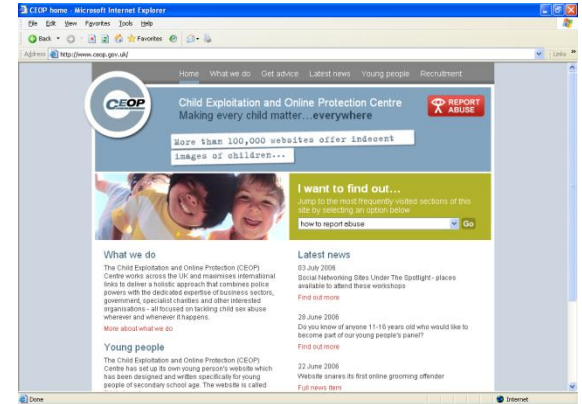 CEOP home - Microsoft Internet Explorer
File Edit View Favorites Tools Help
Back Favorites
Address http://www.ceop.gov.uk/ Links
Home What we do Get advice Latest news Young people Recruitment
CEOP
Child Exploitation and Online Protection Centre
Making every child matter...everywhere
REPORT
ABUSE
More than 100,000 websites offer indecent
images of children...
I want to find out...
Jump to the most frequently visited sections of this
site by selecting an option below
how to report abuse Go
What we do
The Child Exploitation and Online Protection (CEOP)
Centre works across the UK and maximises international
links to deliver a holistic approach that combines police
powers with the dedicated expertise of business sectors,
government, specialist charities and other interested
organisations - all focused on tackling child sex abuse
wherever and whenever it happens.
More about what we do
Young people
The Child Exploitation and Online Protection (CEOP)
Centre has set up its own young person's website which
has been designed and written specifically for young
people of secondary school age. The website is called
Latest news
03 July 2006
Social Networking Sites Under The Spotlight - places
available to attend these workshops
Find out more
28 June 2006
Do you know of anyone 11-16 years old who would like to
become part of our young people's panel?
Find out more
22 June 2006
Website snares its first online grooming offender
Full news item
Done Internet